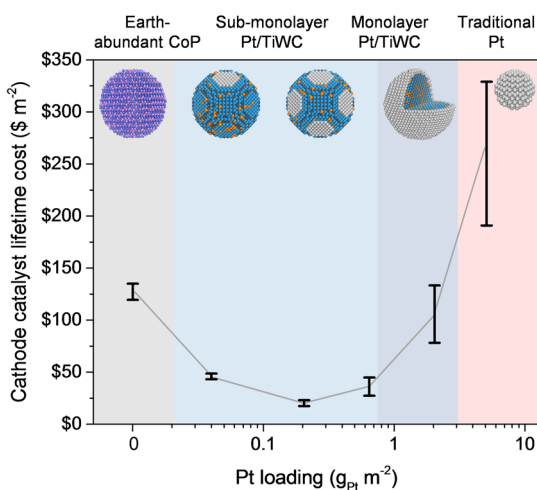 Earth-
abundant CoP
Sub-monolayer
Pt/TiWC
Monolayer
Pt/TiWC
Traditional
Pt
$350
$300
$250
$200
$150
$100
$50
$0
Cathode catalyst lifetime cost ($ m⁻²)
0
0.1
1
10
Pt loading (g_Pt m⁻²)